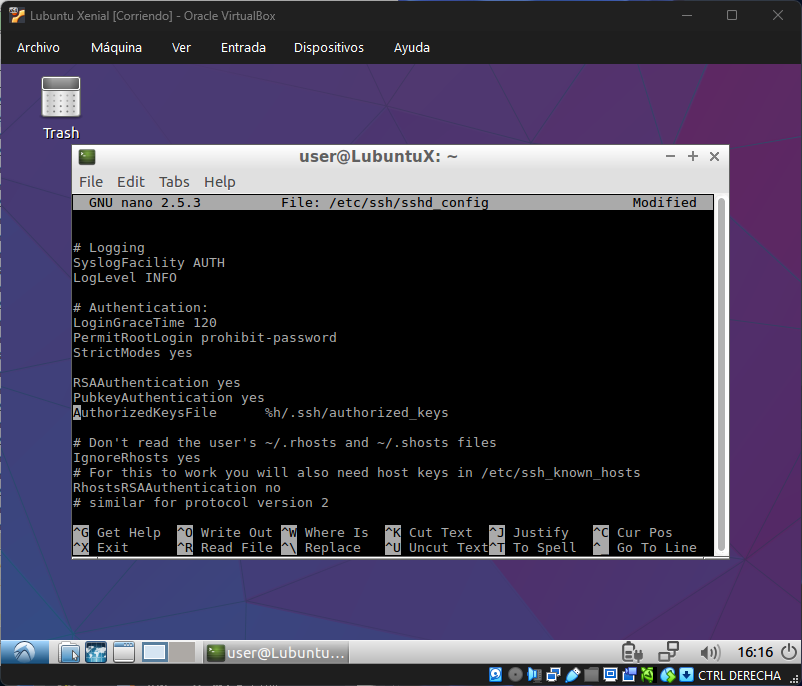 Lubuntu Xenial [Corriendo] - Oracle VirtualBox
Archivo Máquina Ver Entrada Dispositivos Ayuda
Trash
user@LubuntuX: ~
File Edit Tabs Help
GNU nano 2.5.3 File: /etc/ssh/sshd_config Modified
# Logging
SyslogFacility AUTH
LogLevel INFO
# Authentication:
LoginGraceTime 120
PermitRootLogin prohibit-password
StrictModes yes
RSAAuthentication yes
PubkeyAuthentication yes
AuthorizedKeysFile %h/.ssh/authorized_keys
# Don't read the user's ~/.rhosts and ~/.shosts files
IgnoreRhosts yes
# For this to work you will also need host keys in /etc/ssh_known_hosts
RhostsRSAAuthentication no
# similar for protocol version 2
^G Get Help ^O Write Out ^W Where Is ^K Cut Text ^J Justify ^C Cur Pos
^X Exit ^R Read File ^\ Replace ^U Uncut Text ^T To Spell ^_ Go To Line
user@Lubuntu... 16:16
CTRL DERECHA